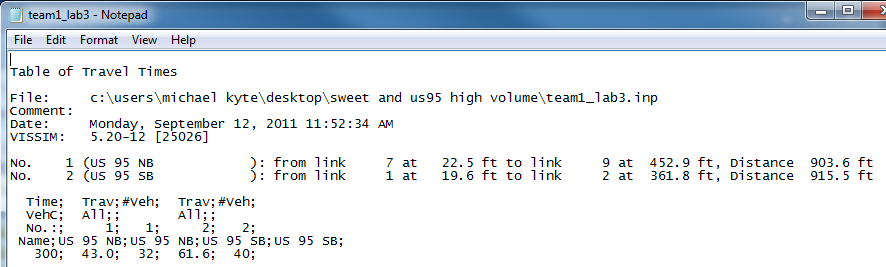 team1_lab3 - Notepad
File Edit Format View Help
Table of Travel Times
File: c:\users\michael kyte\desktop\sweet and us95 high volume\team1_lab3.inp
Comment:
Date: Monday, September 12, 2011 11:52:34 AM
VISSIM: 5.20-12 [25026]
No. 1 (US 95 NB ): from link 7 at 22.5 ft to link 9 at 452.9 ft, Distance 903.6 ft
No. 2 (US 95 SB ): from link 1 at 19.6 ft to link 2 at 361.8 ft, Distance 915.5 ft
Time; Trav;#Veh; Trav;#Veh;
VehC; All;; All;;
No.:; 1; 1; 2; 2;
Name;US 95 NB;US 95 NB;US 95 SB;US 95 SB;
300; 43.0; 32; 61.6; 40;